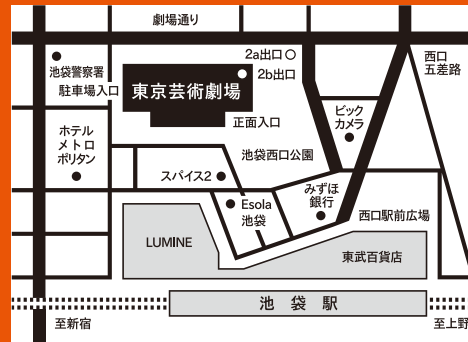 劇場通り
2a出口
西口
五差路
池袋警察署
2b出口
駐車場入口
東京芸術劇場
ビック
カメラ
正面入口
ホテル
メトロ
ポリタン
池袋西口公園
スパイス2
みずほ
銀行
Esola
池袋
西口駅前広場
LUMINE
東武百貨店
池袋駅
至新宿
至上野